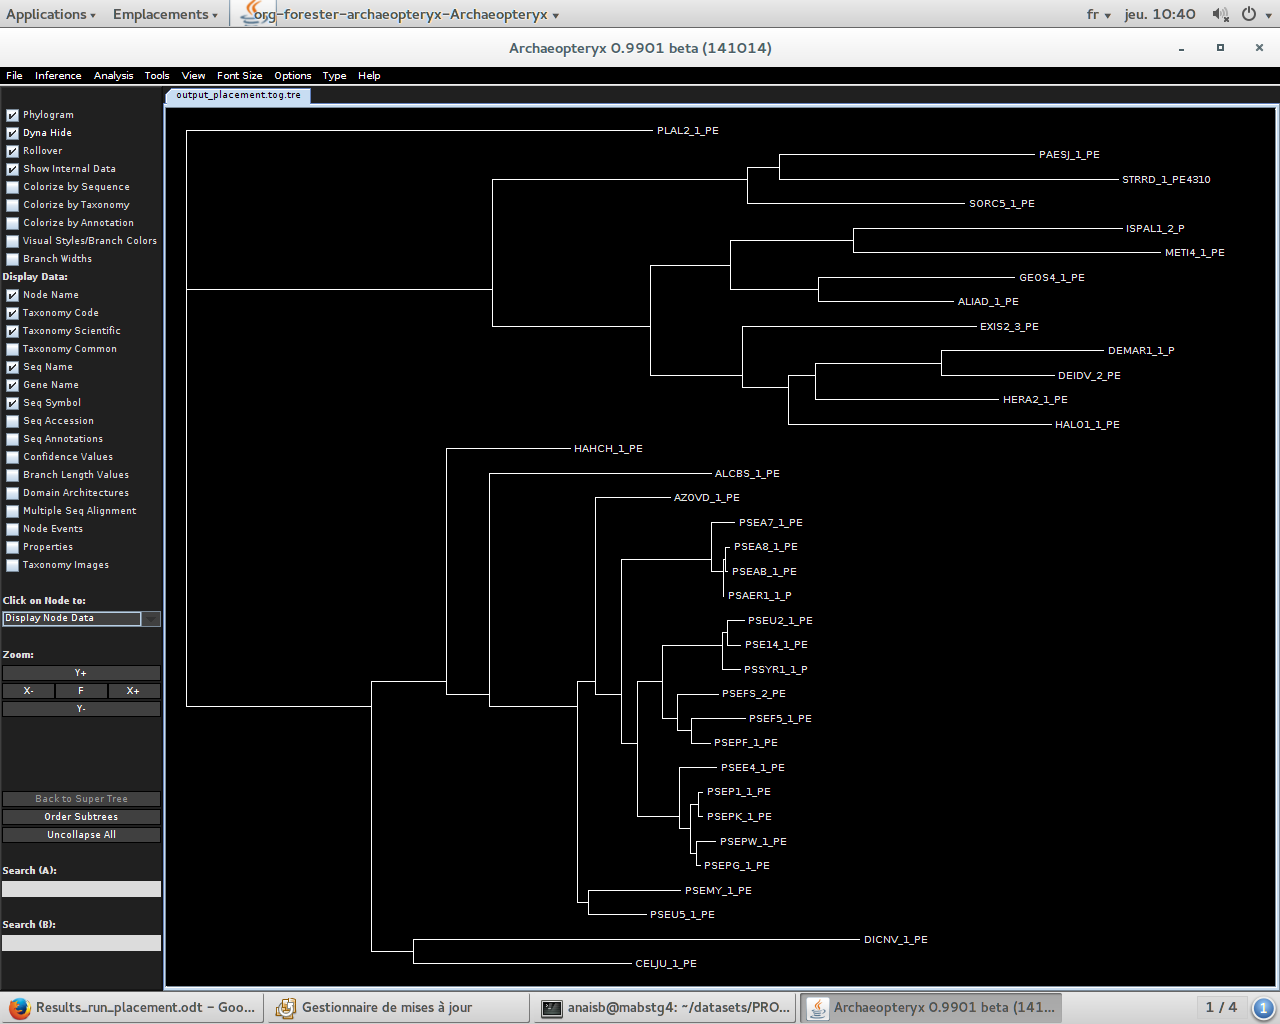 Applications Emplacements org-forester-archaeopteryx-Archaeopteryx fr jeu. 10:40
Archaeopteryx 0.9901 beta (141014)
File Inference Analysis Tools View Font Size Options Type Help
output_placement.tog.tre
Phylogram
Dyna Hide
Rollover
Show Internal Data
Colorize by Sequence
Colorize by Taxonomy
Colorize by Annotation
Visual Styles/Branch Colors
Branch Widths
Display Data:
Node Name
Taxonomy Code
Taxonomy Scientific
Taxonomy Common
Seq Name
Gene Name
Seq Symbol
Seq Accession
Seq Annotations
Confidence Values
Branch Length Values
Domain Architectures
Multiple Seq Alignment
Node Events
Properties
Taxonomy Images
Click on Node to:
Display Node Data
Zoom:
Y+
X- F X+
Y-
Back to Super Tree
Order Subtrees
Uncollapse All
Search (A):
Search (B):
PLAL2_1_PE
PAESJ_1_PE
STRRD_1_PE4310
SORC5_1_PE
ISPAL1_2_P
METI4_1_PE
GEOS4_1_PE
ALIAD_1_PE
EXIS2_3_PE
DEMAR1_1_P
DEIDV_2_PE
HERA2_1_PE
HALO1_1_PE
HAHCH_1_PE
ALCBS_1_PE
AZOVD_1_PE
PSEA7_1_PE
PSEA8_1_PE
PSEAB_1_PE
PSAER1_1_P
PSEU2_1_PE
PSE14_1_PE
PSSYR1_1_P
PSEFS_2_PE
PSEF5_1_PE
PSEPF_1_PE
PSEE4_1_PE
PSEP1_1_PE
PSEPK_1_PE
PSEPW_1_PE
PSEPG_1_PE
PSEMY_1_PE
PSEU5_1_PE
DICNV_1_PE
CELJU_1_PE
Results_run_placement.odt - Goo... Gestionnaire de mises à jour anaisb@mabstg4: ~/datasets/PRO... Archaeopteryx 0.9901 beta (141... 1 / 4 1